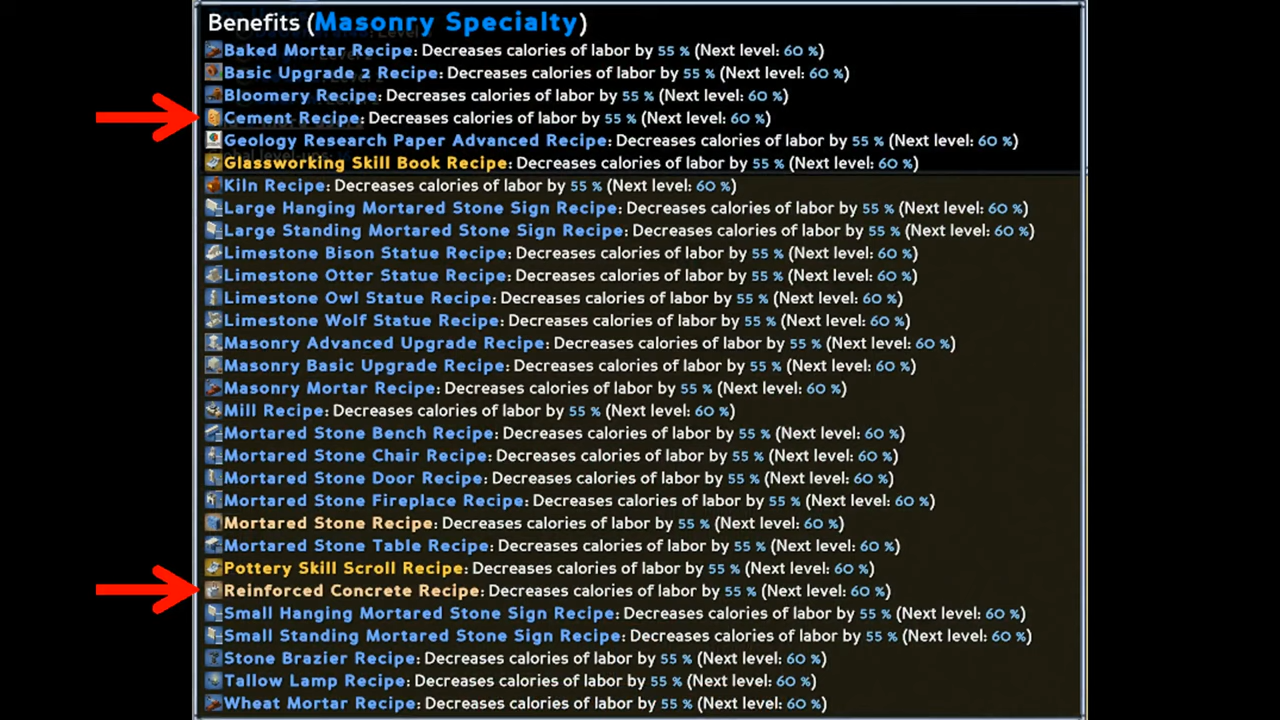 Benefits (Masonry Specialty)
Baked Mortar Recipe: Decreases calories of labor by 55 % (Next level: 60 %)
Basic Upgrade 2 Recipe: Decreases calories of labor by 55 % (Next level: 60 %)
Bloomery Recipe: Decreases calories of labor by 55 % (Next level: 60 %)
Cement Recipe: Decreases calories of labor by 55 % (Next level: 60 %)
Geology Research Paper Advanced Recipe: Decreases calories of labor by 55 % (Next level: 60 %)
Glassworking Skill Book Recipe: Decreases calories of labor by 55 % (Next level: 60 %)
Kiln Recipe: Decreases calories of labor by 55 % (Next level: 60 %)
Large Hanging Mortared Stone Sign Recipe: Decreases calories of labor by 55 % (Next level: 60 %)
Large Standing Mortared Stone Sign Recipe: Decreases calories of labor by 55 % (Next level: 60 %)
Limestone Bison Statue Recipe: Decreases calories of labor by 55 % (Next level: 60 %)
Limestone Otter Statue Recipe: Decreases calories of labor by 55 % (Next level: 60 %)
Limestone Owl Statue Recipe: Decreases calories of labor by 55 % (Next level: 60 %)
Limestone Wolf Statue Recipe: Decreases calories of labor by 55 % (Next level: 60 %)
Masonry Advanced Upgrade Recipe: Decreases calories of labor by 55 % (Next level: 60 %)
Masonry Basic Upgrade Recipe: Decreases calories of labor by 55 % (Next level: 60 %)
Masonry Mortar Recipe: Decreases calories of labor by 55 % (Next level: 60 %)
Mill Recipe: Decreases calories of labor by 55 % (Next level: 60 %)
Mortared Stone Bench Recipe: Decreases calories of labor by 55 % (Next level: 60 %)
Mortared Stone Chair Recipe: Decreases calories of labor by 55 % (Next level: 60 %)
Mortared Stone Door Recipe: Decreases calories of labor by 55 % (Next level: 60 %)
Mortared Stone Fireplace Recipe: Decreases calories of labor by 55 % (Next level: 60 %)
Mortared Stone Recipe: Decreases calories of labor by 55 % (Next level: 60 %)
Mortared Stone Table Recipe: Decreases calories of labor by 55 % (Next level: 60 %)
Pottery Skill Scroll Recipe: Decreases calories of labor by 55 % (Next level: 60 %)
Reinforced Concrete Recipe: Decreases calories of labor by 55 % (Next level: 60 %)
Small Hanging Mortared Stone Sign Recipe: Decreases calories of labor by 55 % (Next level: 60 %)
Small Standing Mortared Stone Sign Recipe: Decreases calories of labor by 55 % (Next level: 60 %)
Stone Brazier Recipe: Decreases calories of labor by 55 % (Next level: 60 %)
Tallow Lamp Recipe: Decreases calories of labor by 55 % (Next level: 60 %)
Wheat Mortar Recipe: Decreases calories of labor by 55 % (Next level: 60 %)